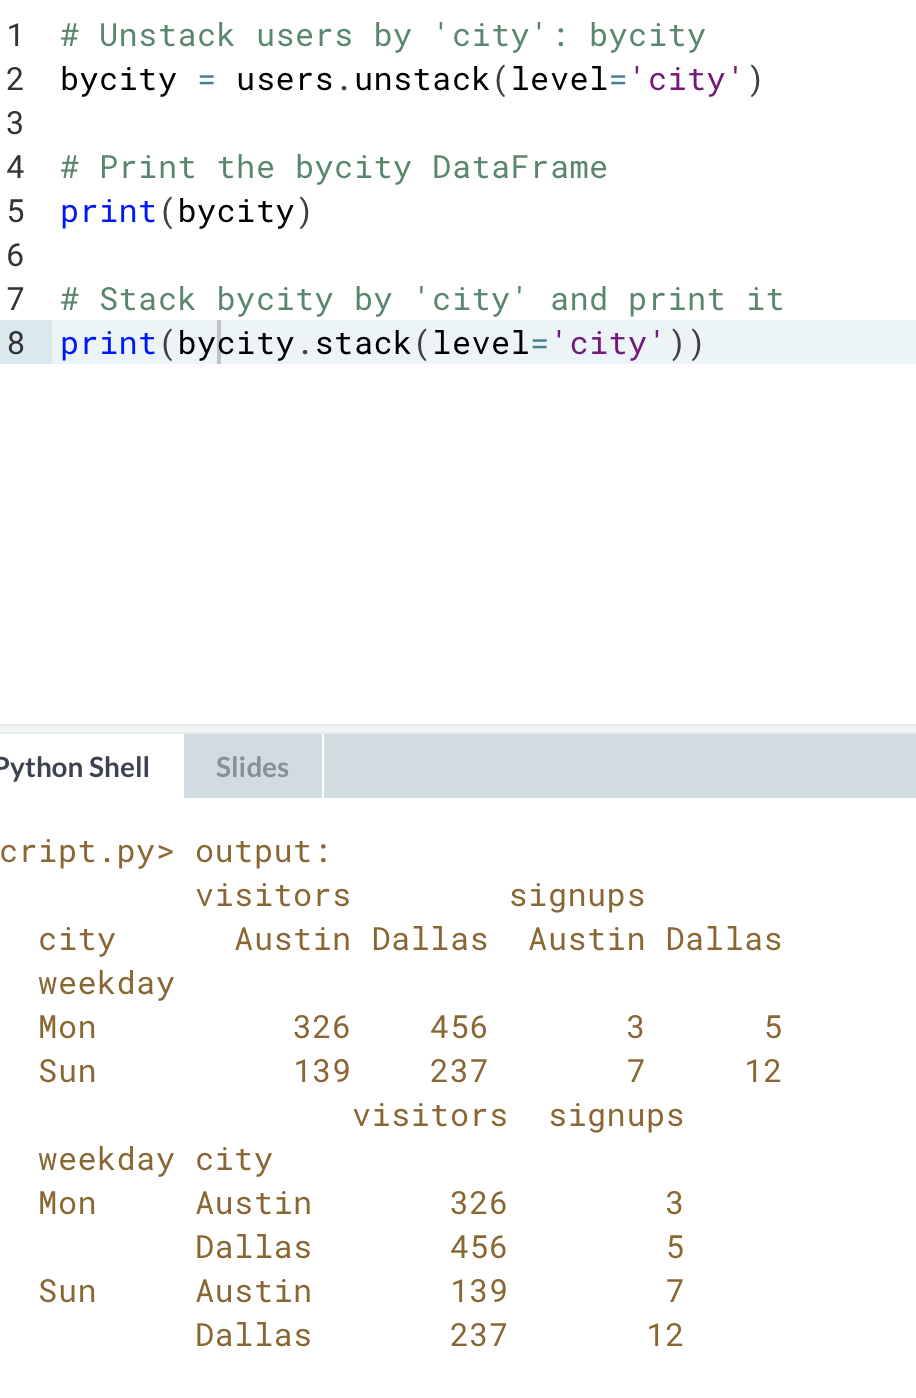 1 # Unstack users by 'city': bycity
2 bycity = users.unstack(level='city')
3
4 # Print the bycity DataFrame
5 print(bycity)
6
7 # Stack bycity by 'city' and print it
8 print(bycity.stack(level='city'))
Python Shell Slides
cript.py> output:
visitors signups
city Austin Dallas Austin Dallas
weekday
Mon 326 456 3 5
Sun 139 237 7 12
visitors signups
weekday city
Mon Austin 326 3
Dallas 456 5
Sun Austin 139 7
Dallas 237 12